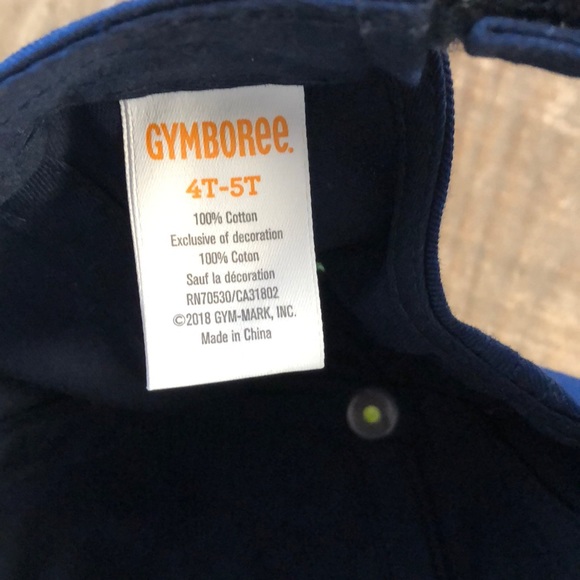 GYMBOREE.
4T-5T
100% Cotton
Exclusive of decoration
100% Coton
Sauf la décoration
RN70530/CA31802
©2018 GYM-MARK, INC.
Made in China